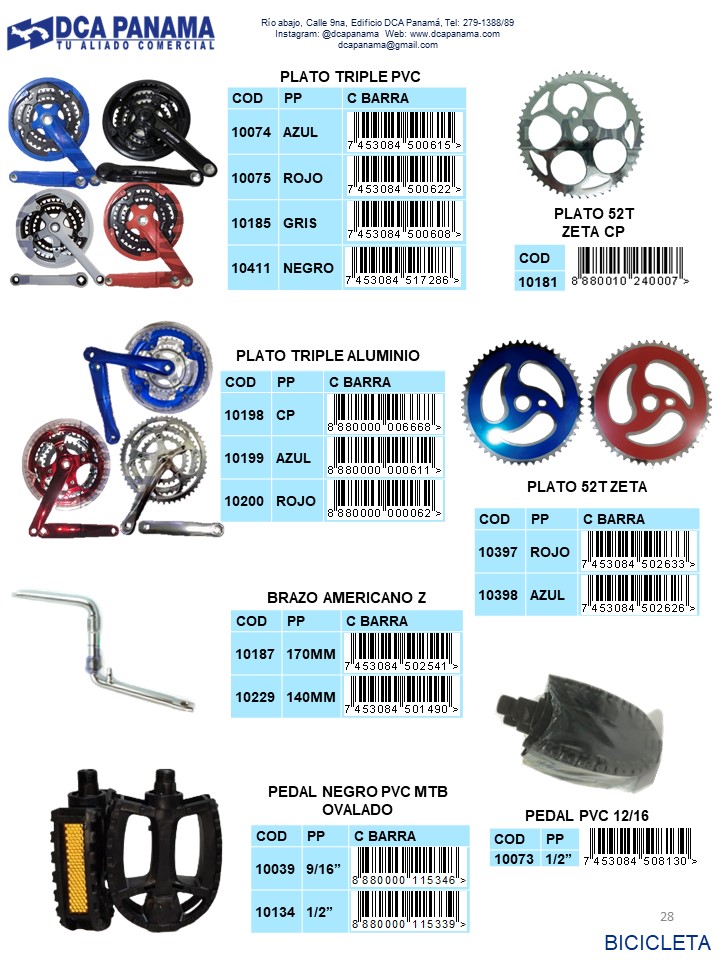 DCA PANAMA
TU ALIADO COMERCIAL
Río abajo, Calle 9na, Edificio DCA Panamá, Tel: 279-1388/89
Instagram: @dcapanama Web: www.dcapanama.com
dcapanama@gmail.com
PLATO TRIPLE PVC
COD PP C BARRA
10074 AZUL 7 453084 500615 >
10075 ROJO 7 453084 500622 >
10185 GRIS 7 453084 500608 >
10411 NEGRO 7 453084 517286 >
PLATO 52T
ZETA CP
COD
10181 8 880010 240007 >
PLATO TRIPLE ALUMINIO
COD PP C BARRA
10198 CP 8 880000 006668 >
10199 AZUL 8 880000 000611 >
10200 ROJO 8 880000 000062 >
PLATO 52T ZETA
COD PP C BARRA
10397 ROJO 7 453084 502633 >
10398 AZUL 7 453084 502626 >
BRAZO AMERICANO Z
COD PP C BARRA
10187 170MM 7 453084 502541 >
10229 140MM 7 453084 501490 >
PEDAL NEGRO PVC MTB
OVALADO
COD PP C BARRA
10039 9/16” 8 880000 115346 >
10134 1/2” 8 880000 115339 >
PEDAL PVC 12/16
COD PP
10073 1/2” 7 453084 508130 >
28
BICICLETA